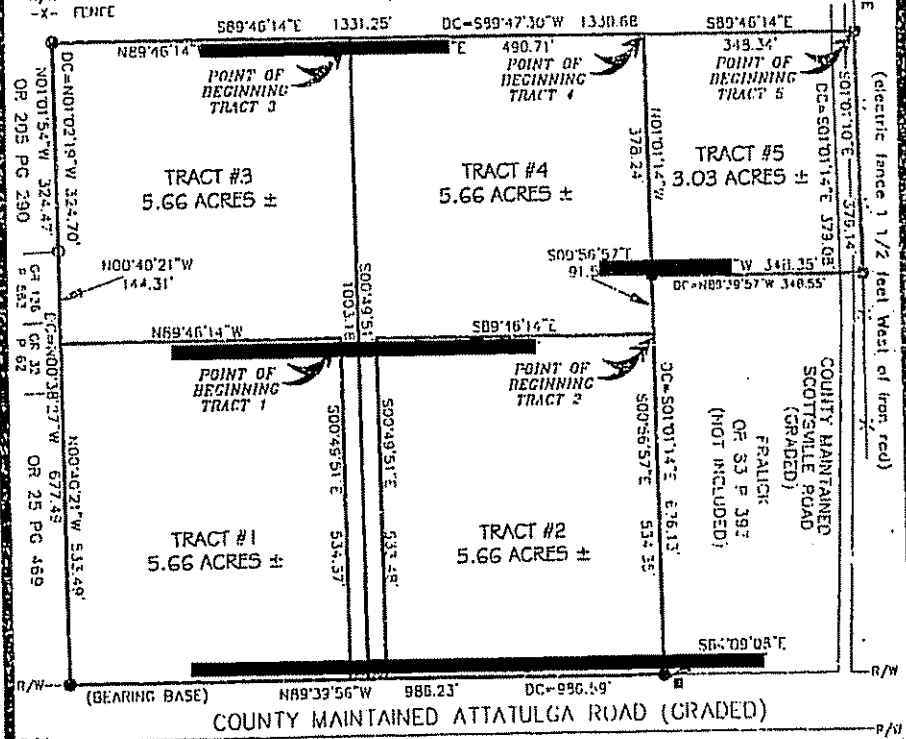 -X- FENCE
S89°46'14"E 1331.25' DC=S89°47'30"W 1330.68 S89°46'14"E
N89°46'14" "E 490.71' 348.34'
POINT OF BEGINNING TRACT 3
POINT OF BEGINNING TRACT 4
POINT OF BEGINNING TRACT 5
DC=N01°02'19"W 324.70'
N01°01'54"W 324.47'
OR 205 PG 290
TRACT #3
5.66 ACRES ±
TRACT #4
5.66 ACRES ±
N01°01'14"W
378.24'
TRACT #5
3.03 ACRES ±
DC=S01°01'14"E 379.08'
S01°01'10"E 379.14'
(electric fence 1 1/2 feet West of iron rod)
N00°40'21"W
144.31'
S00°56'57"E
91.5
"W 348.35'
DC=N89°39'57"W 348.55'
S00°49'51"
1003.18
N89°46'14"W
S89°46'14"E
POINT OF BEGINNING TRACT 1
POINT OF BEGINNING TRACT 2
DC=N00°38'27"W 677.49
N00°40'21"W 533.49'
OR 25 PG 469
S00°49'51"E 534.37'
S00°49'51"E 533.48'
TRACT #1
5.66 ACRES ±
TRACT #2
5.66 ACRES ±
S00°56'57"E 534.35'
DC=S01°01'14"E 676.13'
FRALICK
(NOT INCLUDED)
COUNTY MAINTAINED
SCOTTSVILLE ROAD
(GRADED)
S64°09'08"E
R/W
R/W
(BEARING BASE) N89°39'56"W 986.23' DC=986.59'
COUNTY MAINTAINED ATTATULGA ROAD (GRADED)
R/W